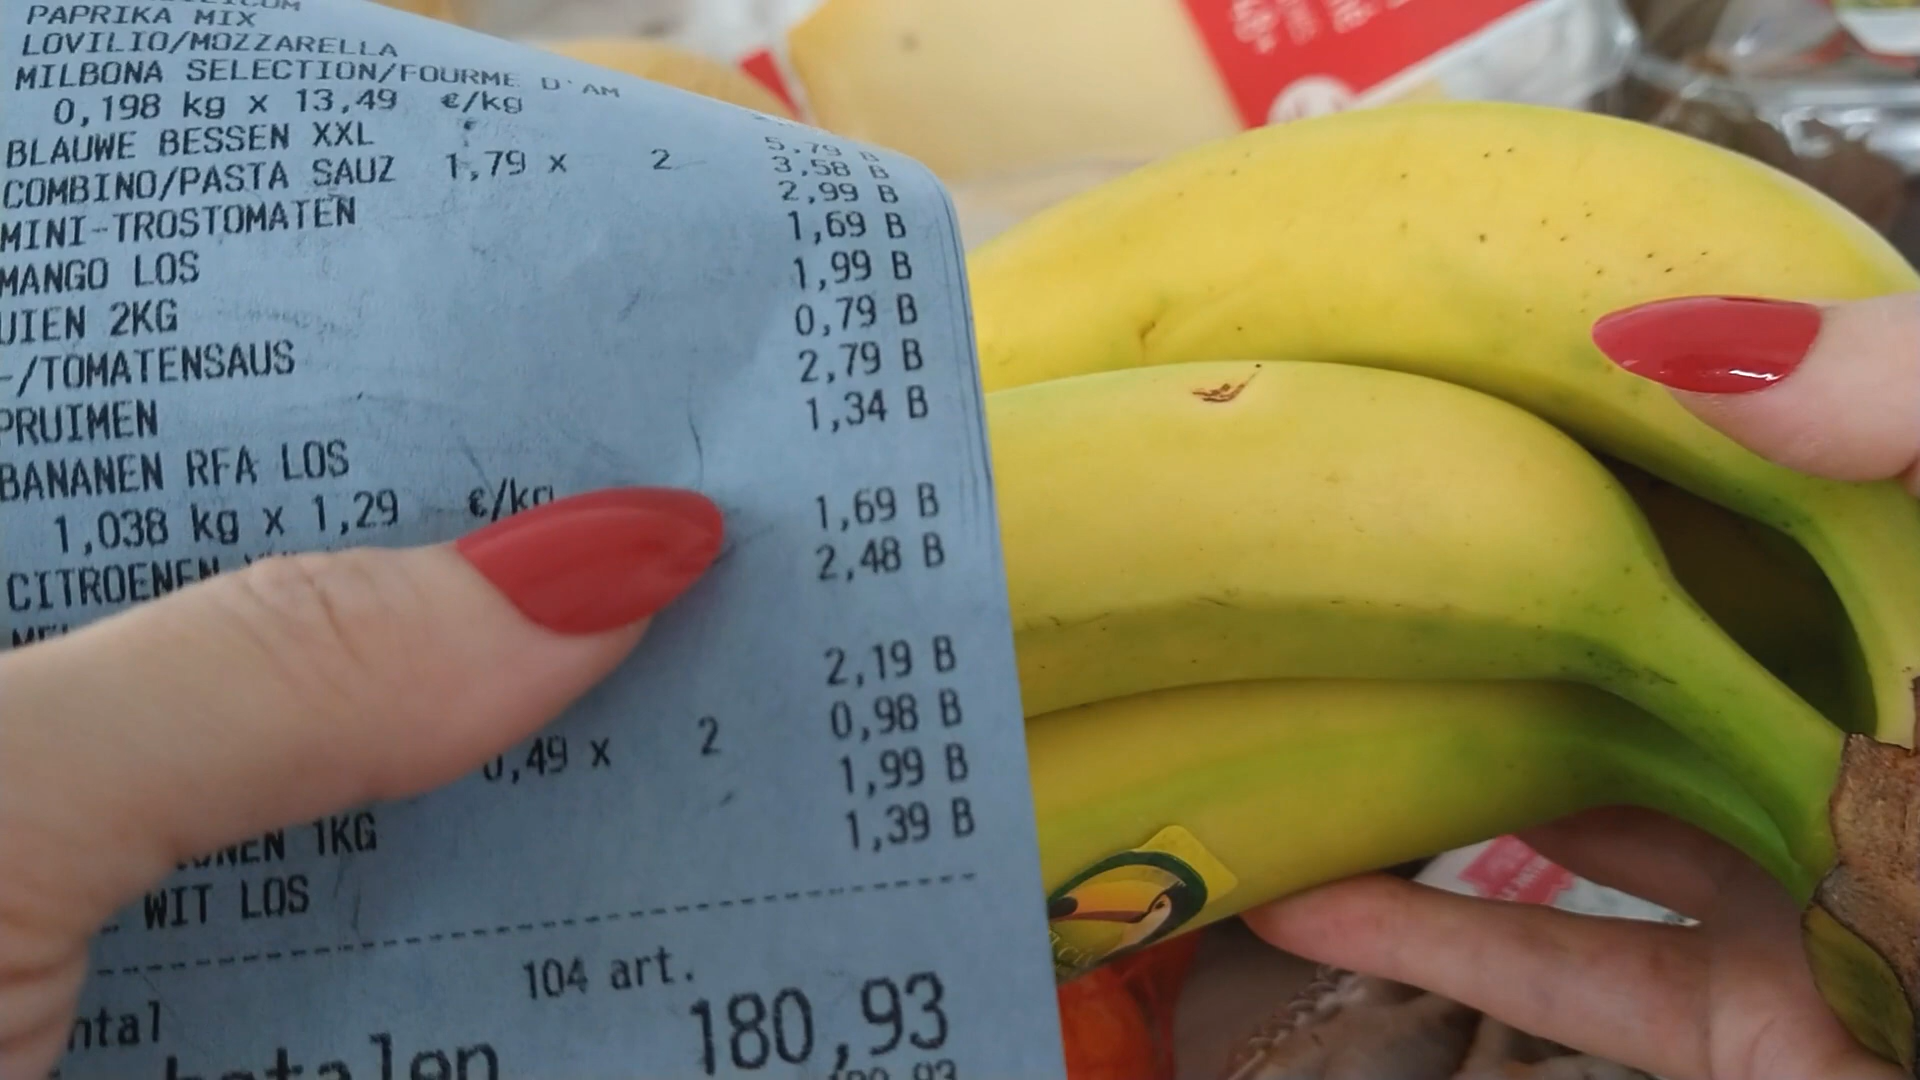 PAPRIKA MIX
LOVILIO/MOZZARELLA
MILBONA SELECTION/FOURME D'AM
0,198 kg x 13,49 €/kg
BLAUWE BESSEN XXL 5,79 B
COMBINO/PASTA SAUZ 1,79 x 2 3,58 B
MINI-TROSTOMATEN 2,99 B
MANGO LOS 1,69 B
UIEN 2KG 1,99 B
-/TOMATENSAUS 0,79 B
PRUIMEN 2,79 B
BANANEN RFA LOS 1,34 B
1,038 kg x 1,29 €/kg
CITROENEN 1,69 B
2,48 B
2,19 B
0,49 x 2 0,98 B
1KG 1,99 B
WIT LOS 1,39 B
104 art.
betalen 180,93